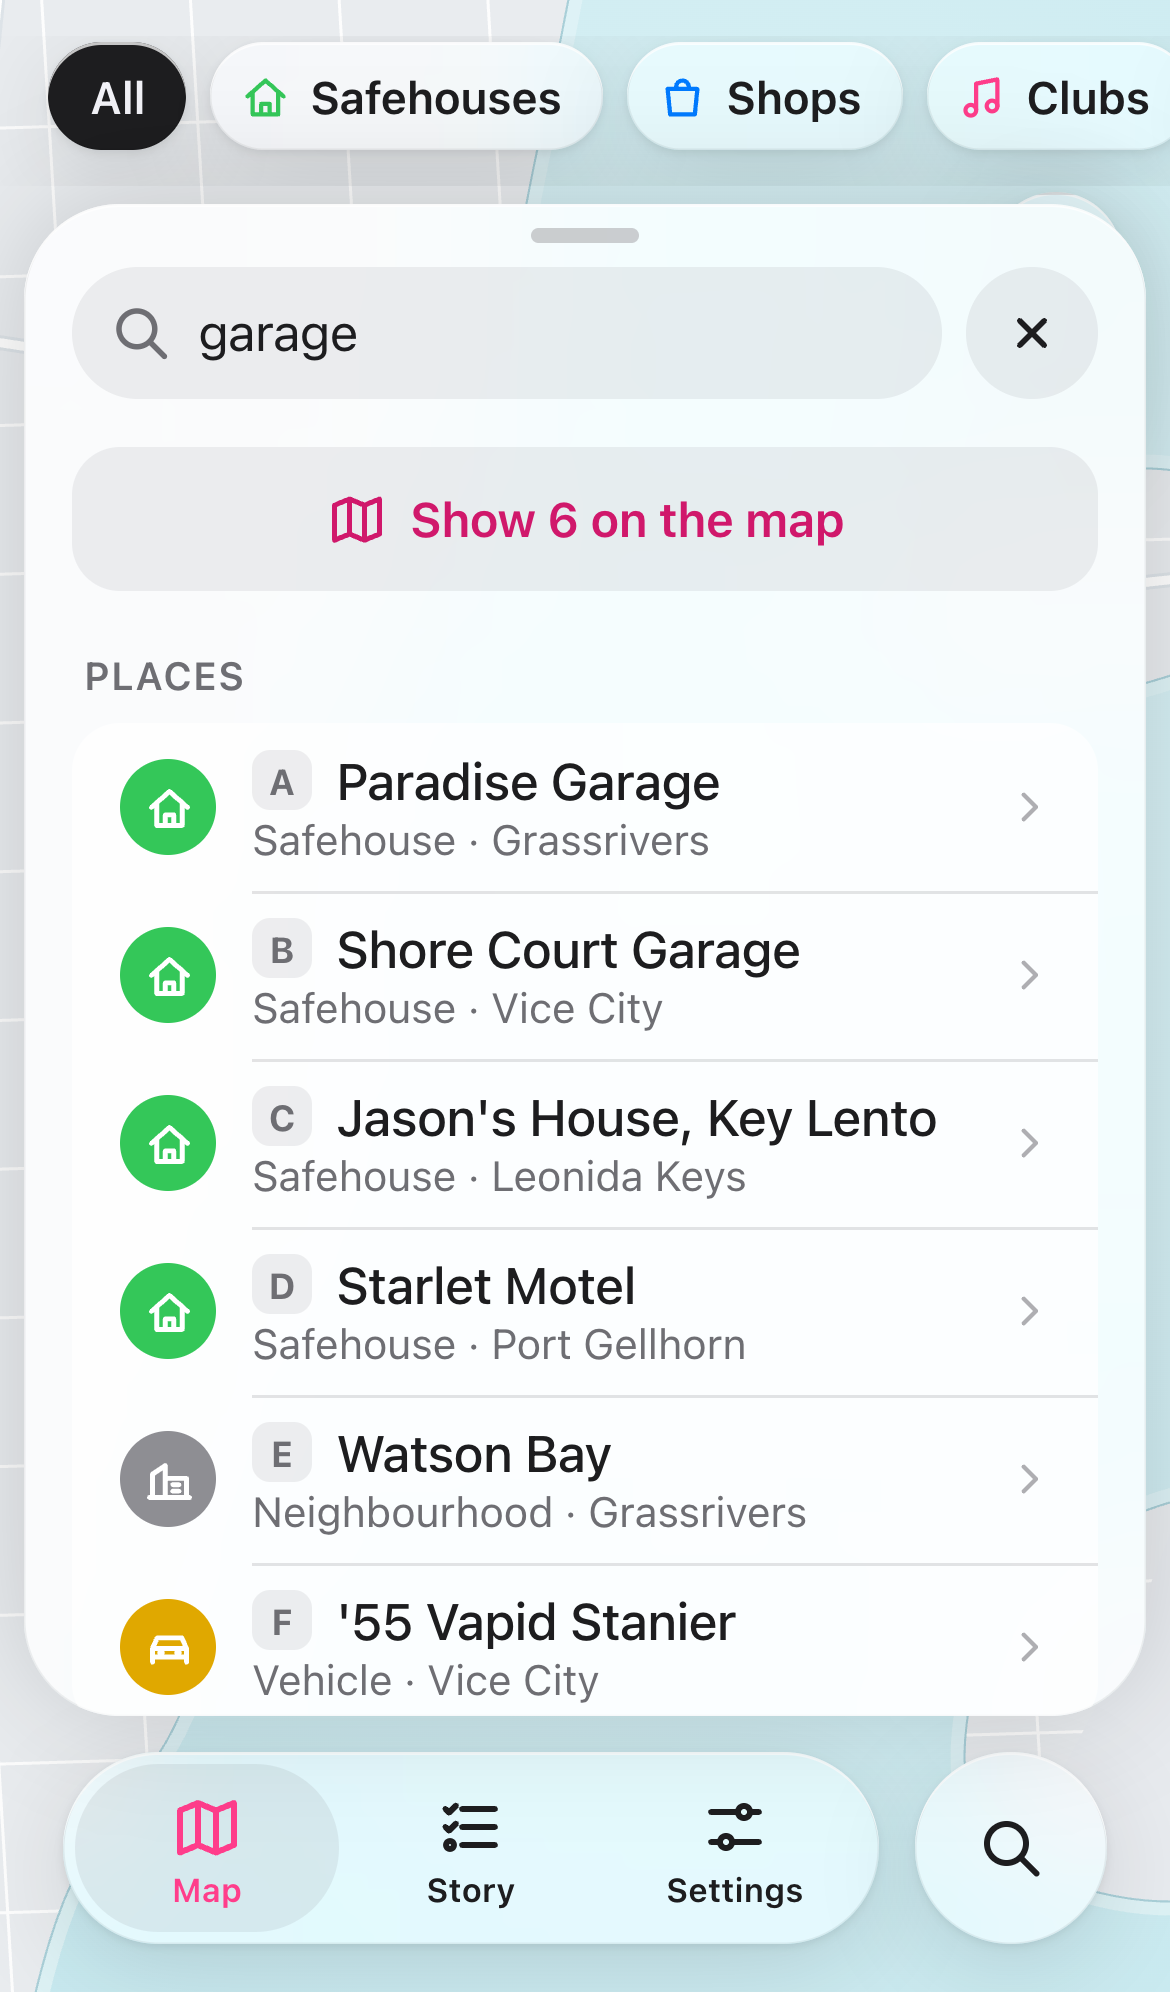 All
Safehouses
Shops
Clubs
garage
Show 6 on the map
PLACES
A Paradise Garage
Safehouse · Grassrivers
B Shore Court Garage
Safehouse · Vice City
C Jason's House, Key Lento
Safehouse · Leonida Keys
D Starlet Motel
Safehouse · Port Gellhorn
E Watson Bay
Neighbourhood · Grassrivers
F '55 Vapid Stanier
Vehicle · Vice City
Map
Story
Settings